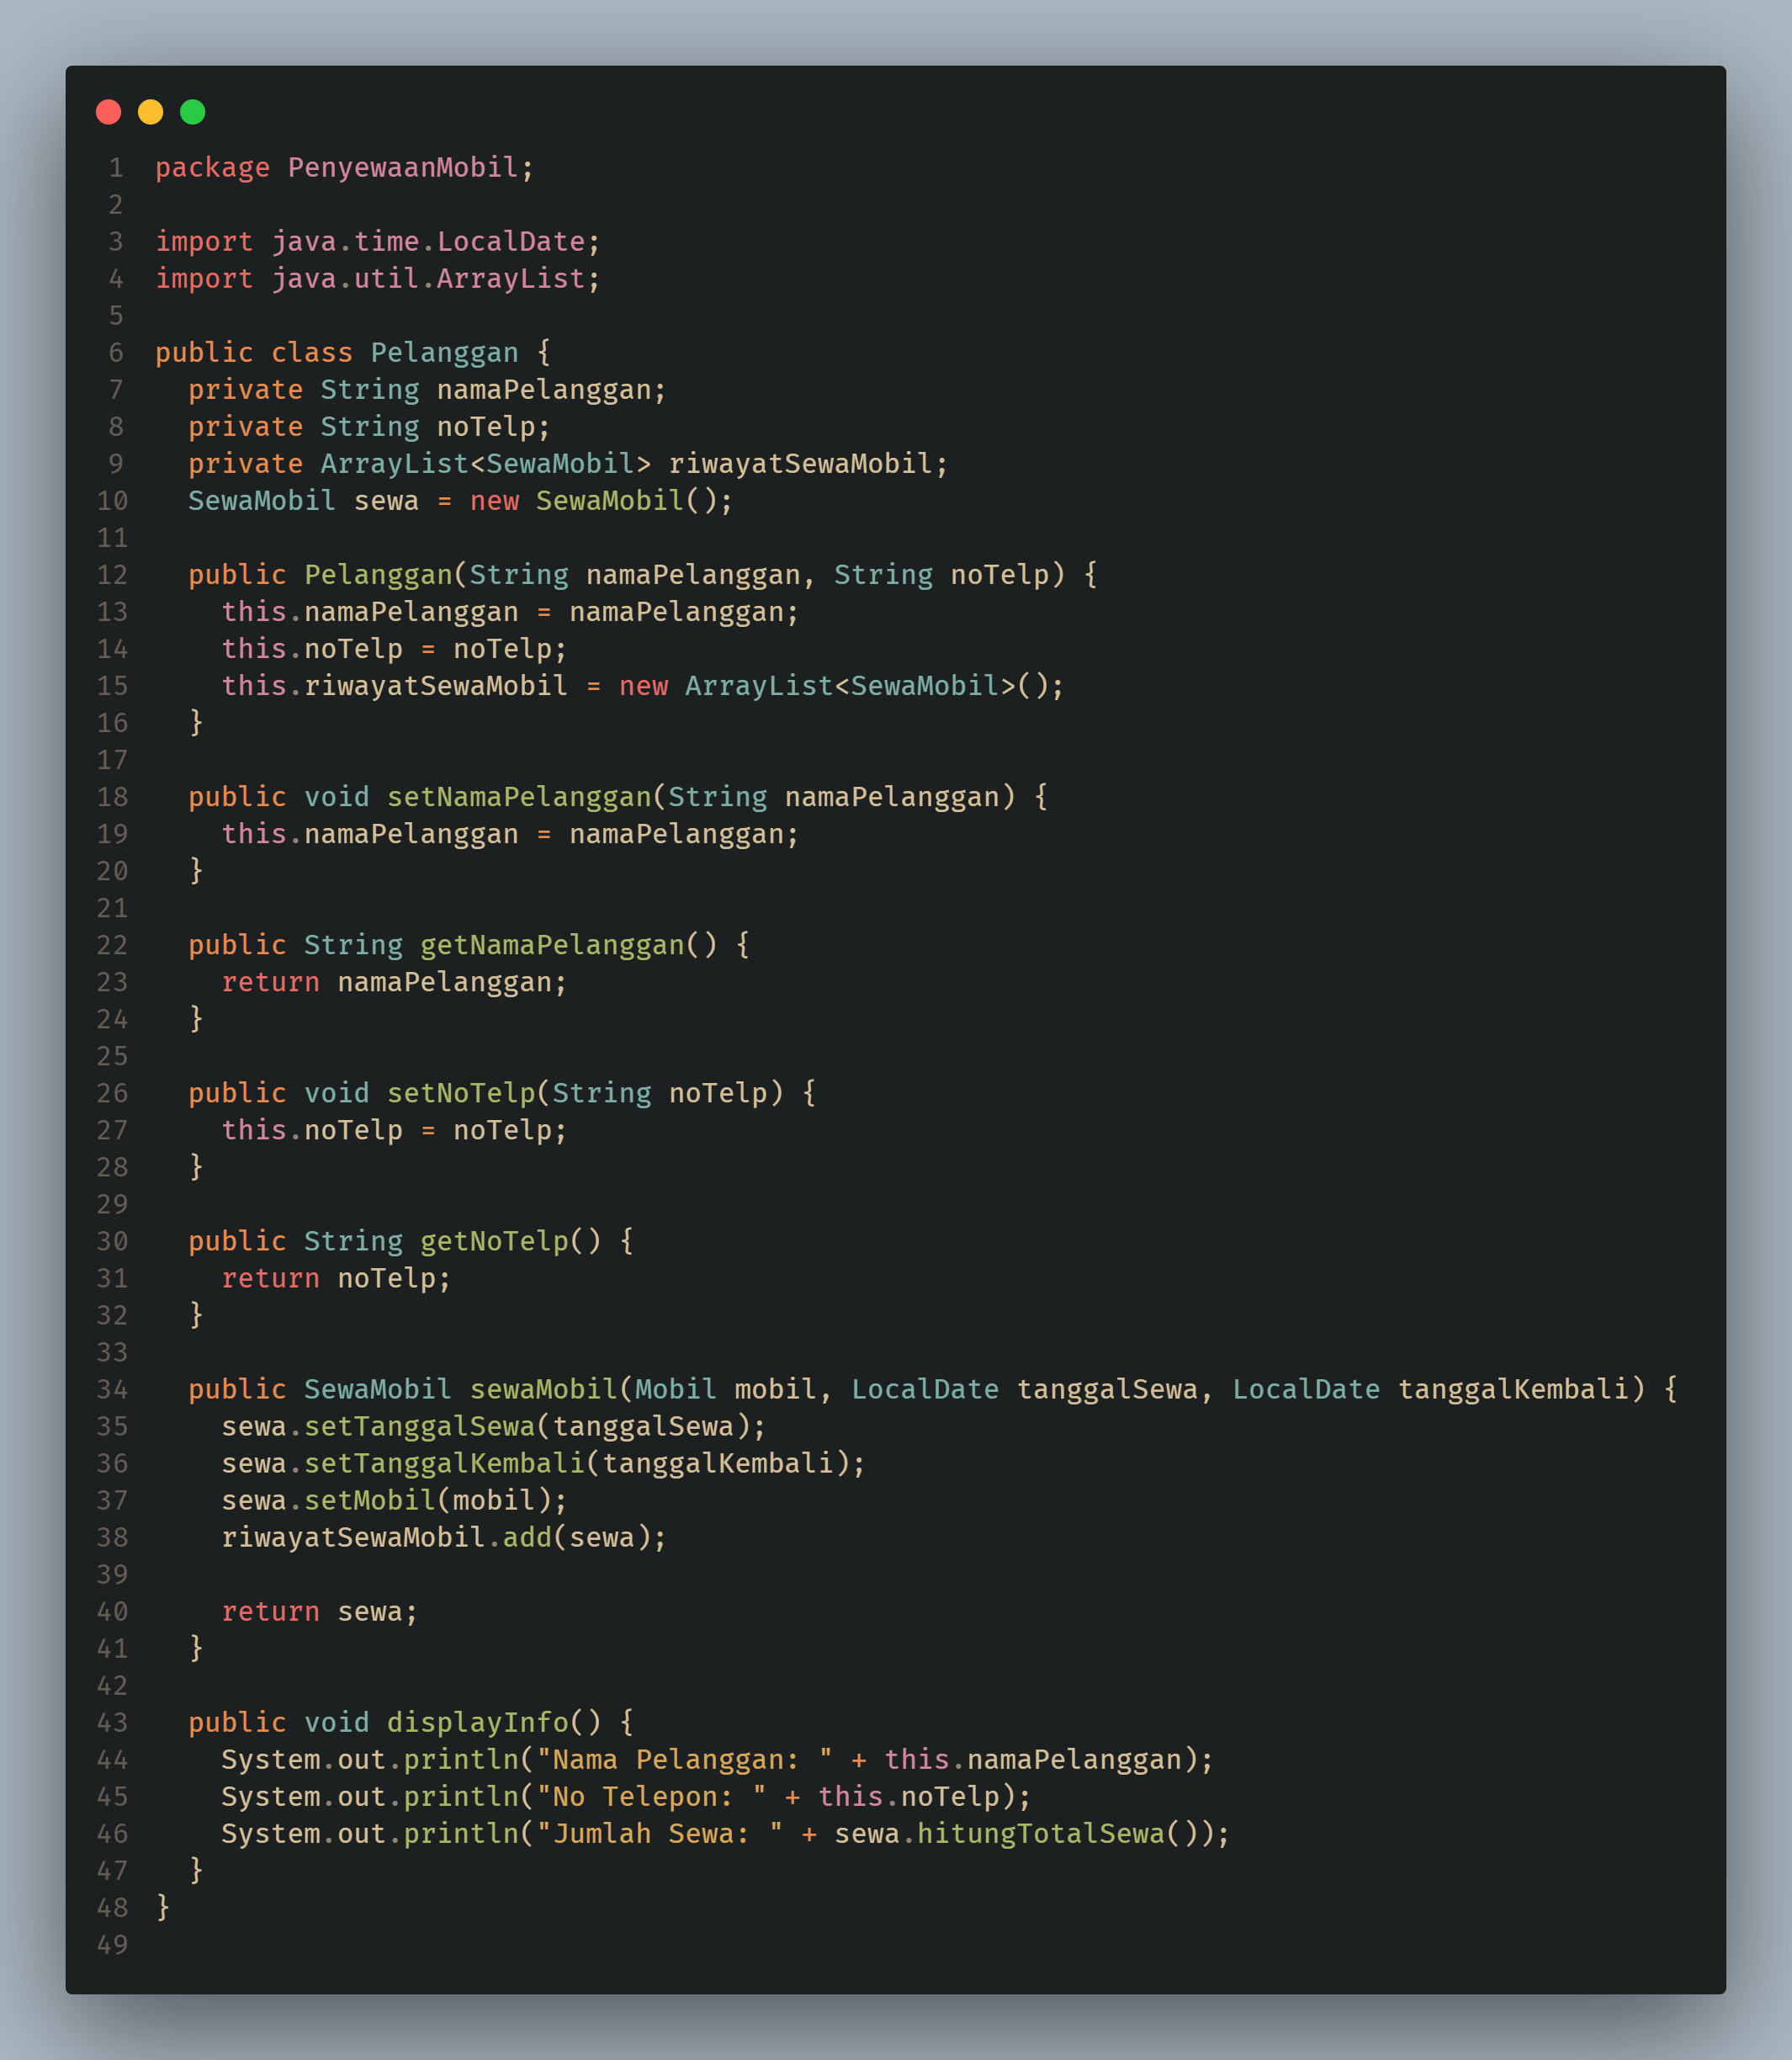 1 package PenyewaanMobil;
2
3 import java.time.LocalDate;
4 import java.util.ArrayList;
5
6 public class Pelanggan {
7   private String namaPelanggan;
8   private String noTelp;
9   private ArrayList<SewaMobil> riwayatSewaMobil;
10   SewaMobil sewa = new SewaMobil();
11
12   public Pelanggan(String namaPelanggan, String noTelp) {
13     this.namaPelanggan = namaPelanggan;
14     this.noTelp = noTelp;
15     this.riwayatSewaMobil = new ArrayList<SewaMobil>();
16   }
17
18   public void setNamaPelanggan(String namaPelanggan) {
19     this.namaPelanggan = namaPelanggan;
20   }
21
22   public String getNamaPelanggan() {
23     return namaPelanggan;
24   }
25
26   public void setNoTelp(String noTelp) {
27     this.noTelp = noTelp;
28   }
29
30   public String getNoTelp() {
31     return noTelp;
32   }
33
34   public SewaMobil sewaMobil(Mobil mobil, LocalDate tanggalSewa, LocalDate tanggalKembali) {
35     sewa.setTanggalSewa(tanggalSewa);
36     sewa.setTanggalKembali(tanggalKembali);
37     sewa.setMobil(mobil);
38     riwayatSewaMobil.add(sewa);
39
40     return sewa;
41   }
42
43   public void displayInfo() {
44     System.out.println("Nama Pelanggan: " + this.namaPelanggan);
45     System.out.println("No Telepon: " + this.noTelp);
46     System.out.println("Jumlah Sewa: " + sewa.hitungTotalSewa());
47   }
48 }
49